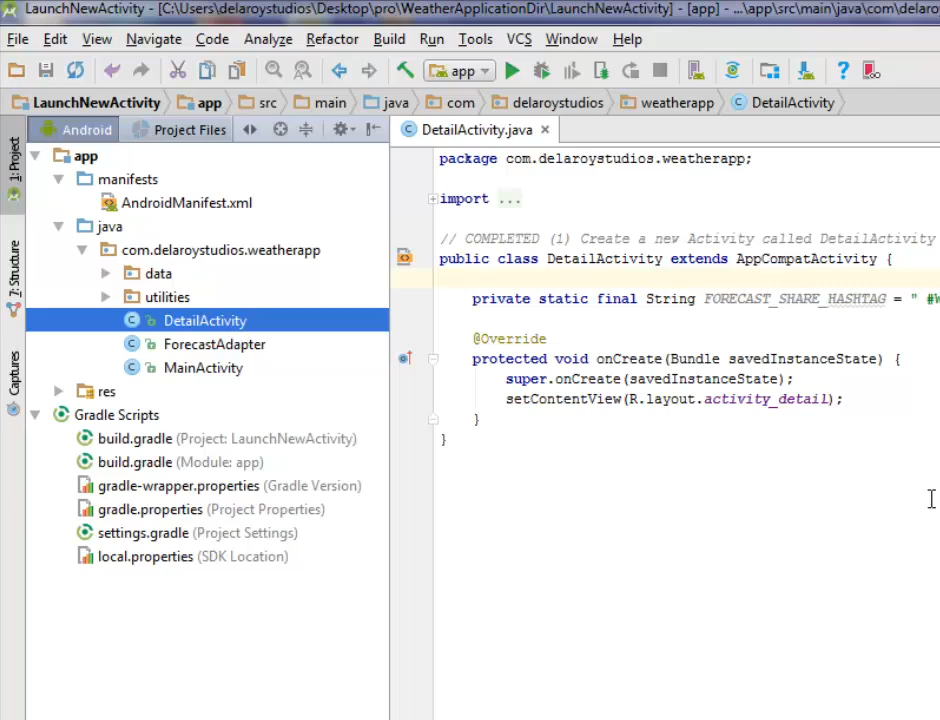 LaunchNewActivity - [C:\Users\delaroystudios\Desktop\pro\WeatherApplicationDir\LaunchNewActivity] - [app] - ...\app\src\main\java\com\delaro
File Edit View Navigate Code Analyze Refactor Build Run Tools VCS Window Help
app
LaunchNewActivity app src main java com delaroystudios weatherapp DetailActivity
Android Project Files
DetailActivity.java
1: Project
7: Structure
Captures
app
manifests
AndroidManifest.xml
java
com.delaroystudios.weatherapp
data
utilities
DetailActivity
ForecastAdapter
MainActivity
res
Gradle Scripts
build.gradle (Project: LaunchNewActivity)
build.gradle (Module: app)
gradle-wrapper.properties (Gradle Version)
gradle.properties (Project Properties)
settings.gradle (Project Settings)
local.properties (SDK Location)
package com.delaroystudios.weatherapp;
import ...
// COMPLETED (1) Create a new Activity called DetailActivity
public class DetailActivity extends AppCompatActivity {
private static final String FORECAST_SHARE_HASHTAG = " #W
@Override
protected void onCreate(Bundle savedInstanceState) {
super.onCreate(savedInstanceState);
setContentView(R.layout.activity_detail);
}
}